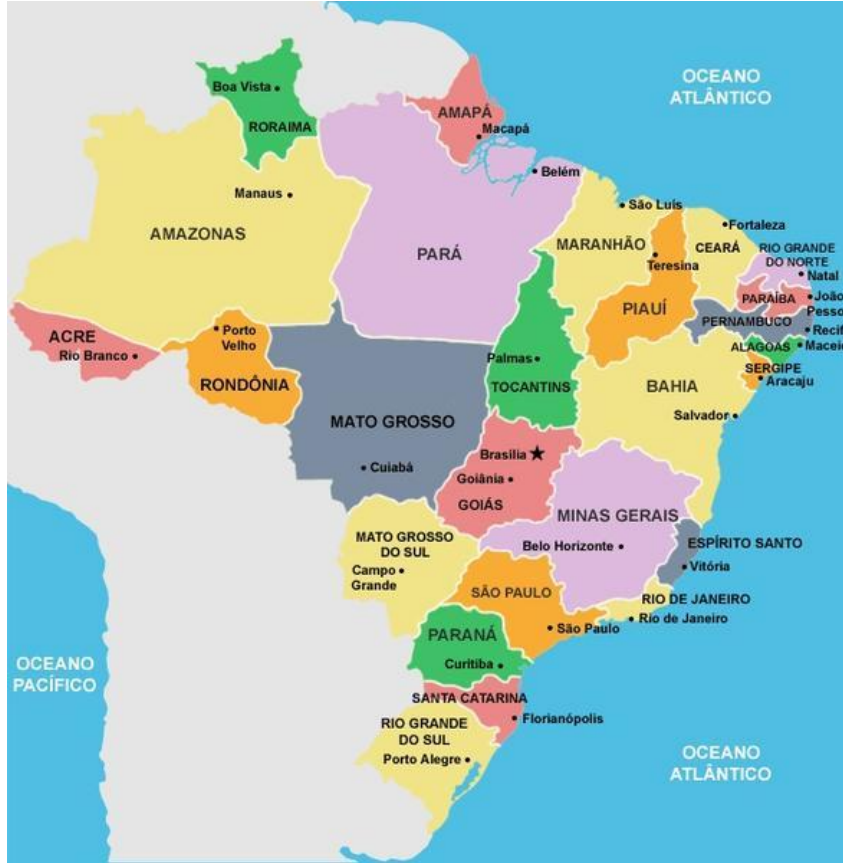 OCEANO
ATLÂNTICO
Boa Vista
RORAIMA
AMAPÁ
Macapá
Belém
Manaus
AMAZONAS
PARÁ
São Luís
MARANHÃO
Teresina
Fortaleza
CEARÁ
RIO GRANDE
DO NORTE
Natal
PARAÍBA
João
Pesso
PIAUÍ
PERNAMBUCO
Recif
ALAGOAS
Macei
SERGIPE
Aracaju
ACRE
Rio Branco
Porto
Velho
RONDÔNIA
Palmas
TOCANTINS
BAHIA
Salvador
MATO GROSSO
Cuiabá
Brasília
Goiânia
GOIÁS
MINAS GERAIS
Belo Horizonte
ESPÍRITO SANTO
Vitória
MATO GROSSO
DO SUL
Campo
Grande
SÃO PAULO
São Paulo
RIO DE JANEIRO
Rio de Janeiro
PARANÁ
Curitiba
OCEANO
PACÍFICO
SANTA CATARINA
Florianópolis
RIO GRANDE
DO SUL
Porto Alegre
OCEANO
ATLÂNTICO